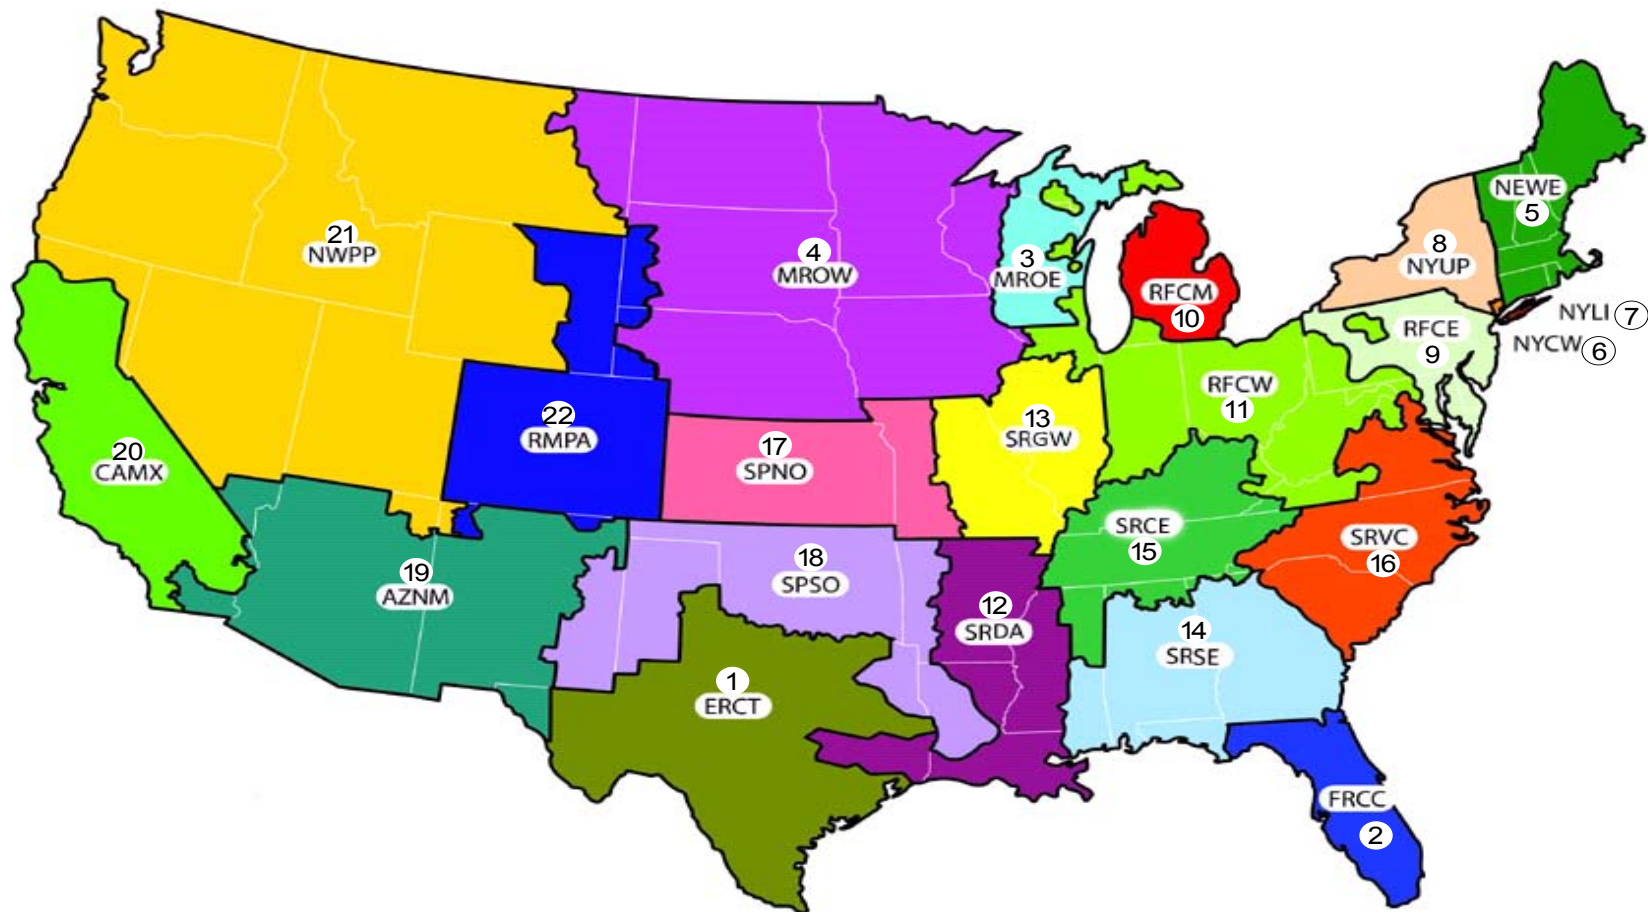 21
NWPP
4
MROW
3
MROE
RFCM
10
NEWE
5
8
NYUP
NYLI 7
NYCW 6
RFCE
9
RFCW
11
22
RMPA
13
SRGW
20
CAMX
17
SPNO
SRCE
15
SRVC
16
19
AZNM
18
SPSO
12
SRDA
14
SRSE
1
ERCT
FRCC
2